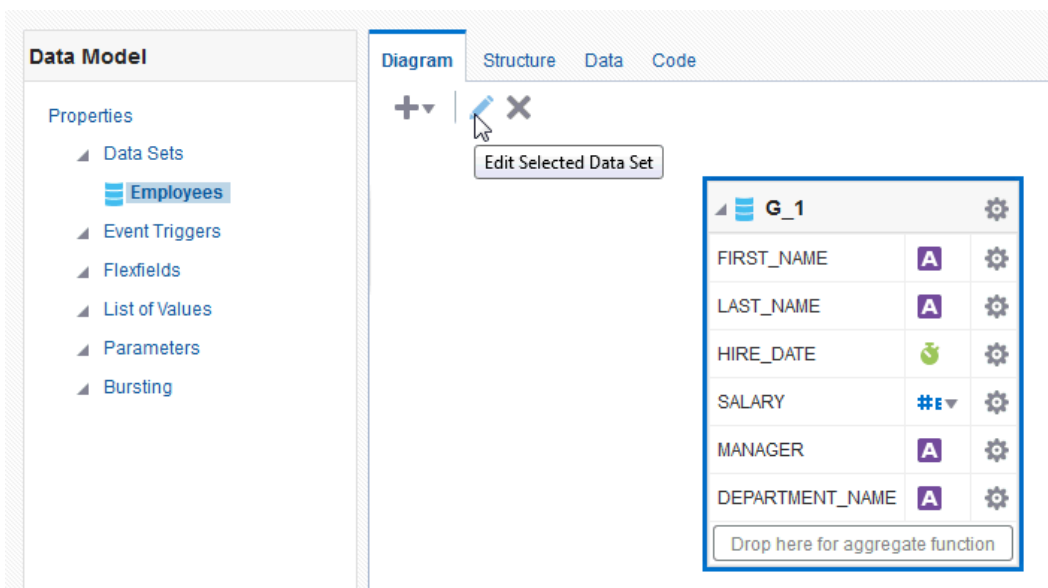 Data Model
Properties
Data Sets
Employees
Event Triggers
Flexfields
List of Values
Parameters
Bursting
Diagram Structure Data Code
Edit Selected Data Set
G_1
FIRST_NAME A
LAST_NAME A
HIRE_DATE
SALARY #E
MANAGER A
DEPARTMENT_NAME A
Drop here for aggregate function